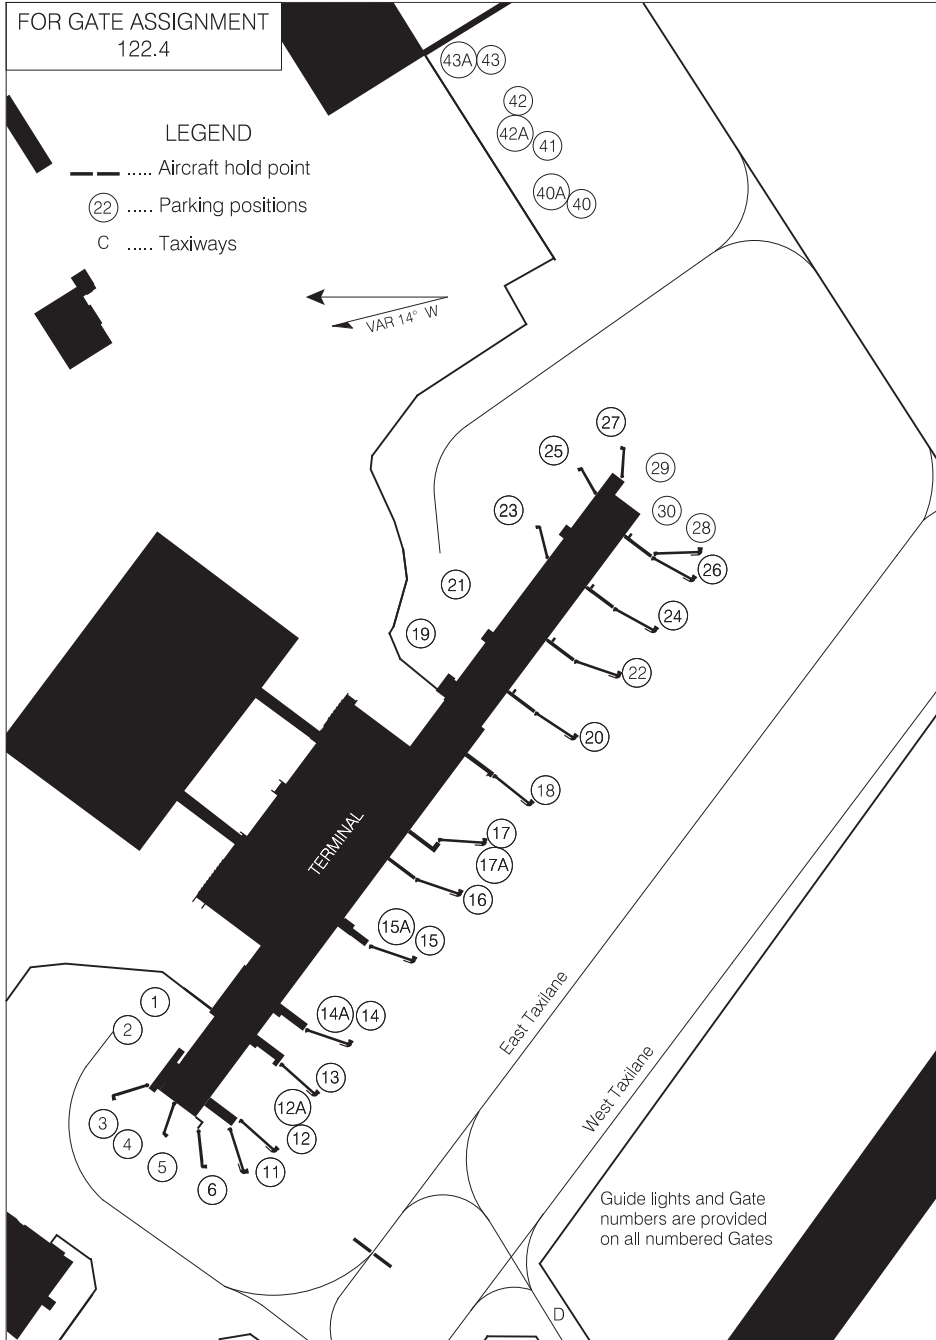 FOR GATE ASSIGNMENT
122.4
LEGEND
..... Aircraft hold point
22 ..... Parking positions
C ..... Taxiways
43A 43
42
42A
41
40A 40
VAR 14° W
27
25
29
23
30
28
26
21
24
19
22
20
18
TERMINAL
17
17A
16
15A
15
1
14A 14
2
13
12A
3
12
4
5
11
6
East Taxilane
West Taxilane
Guide lights and Gate
numbers are provided
on all numbered Gates
D